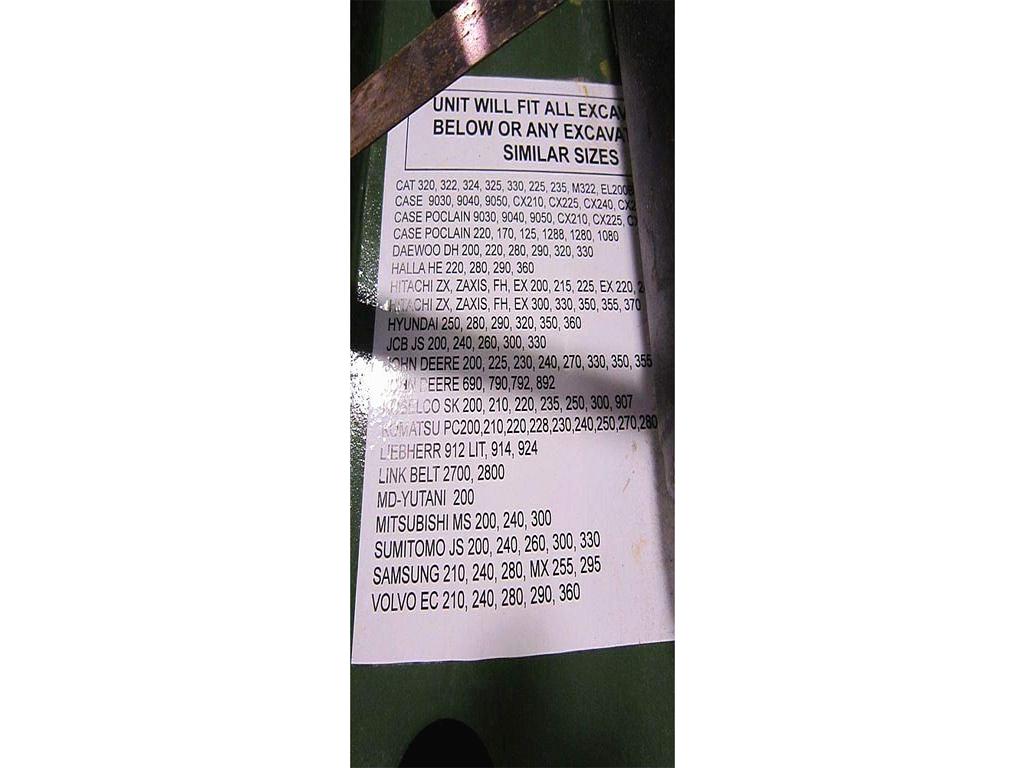 UNIT WILL FIT ALL
BELOW OR ANY
SIMILAR SIZES
CAT 320, 322, 324, 325, 330, 225, 235, M322,
CASE 9030, 9040, 9050, CX210, CX225, CX240,
CASE POCLAIN 9030, 9040, 9050, CX210, CX225,
CASE POCLAIN 220, 170, 125, 1288, 1280, 1080
DAEWOO DH 200, 220, 280, 290, 320, 330
HALLA HE 220, 280, 290, 360
HITACHI ZX, ZAXIS, FH, EX 200, 215, 225, EX 220,
HITACHI ZX, ZAXIS, FH, EX 300, 330, 350, 355, 370
HYUNDAI 250, 280, 290, 320, 350, 360
JCB JS 200, 240, 260, 300, 330
JOHN DEERE 200, 225, 230, 240, 270, 330, 350, 355
JOHN DEERE 690, 790,792, 892
KOBELCO SK 200, 210, 220, 235, 250, 300, 907
KOMATSU PC200,210,220,228,230,240,250,270,280
LIEBHERR 912 LIT, 914, 924
LINK BELT 2700, 2800
MD-YUTANI 200
MITSUBISHI MS 200, 240, 300
SUMITOMO JS 200, 240, 260, 300, 330
SAMSUNG 210, 240, 280, MX 255, 295
VOLVO EC 210, 240, 280, 290, 360